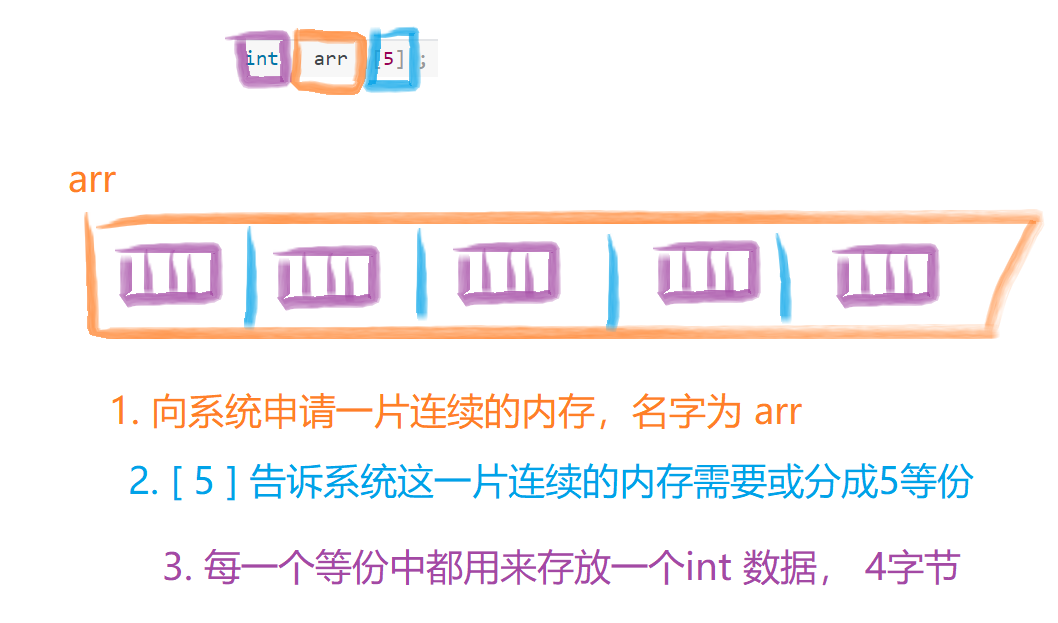 int arr [5];
arr
1. 向系统申请一片连续的内存，名字为 arr
2. [ 5 ] 告诉系统这一片连续的内存需要或分成5等份
3. 每一个等份中都用来存放一个int 数据， 4字节